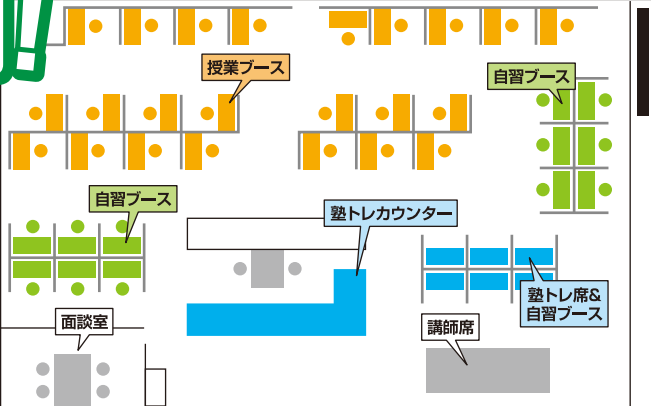 授業ブース
自習ブース
自習ブース
塾トレカウンター
塾トレ席&
自習ブース
面談室
講師席